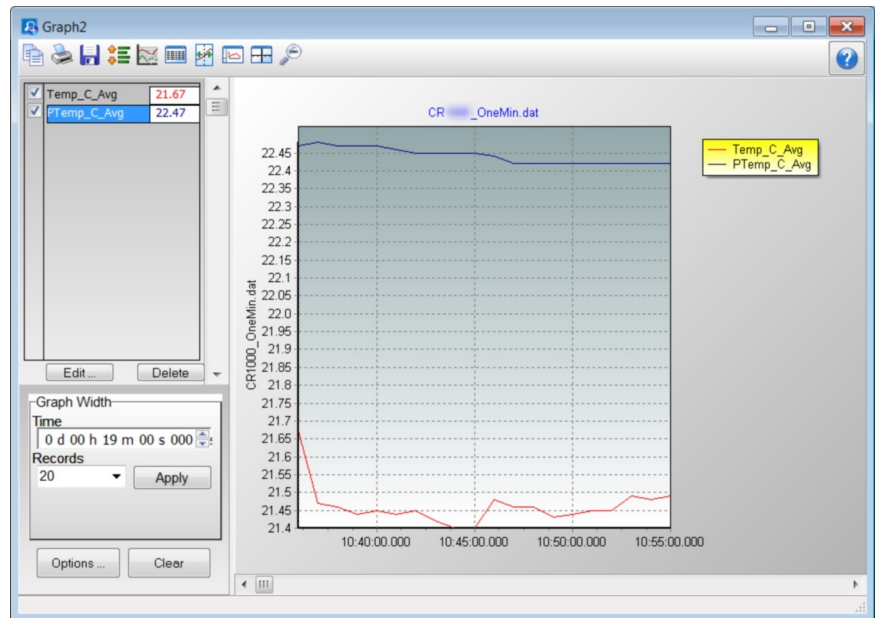 Graph2
Temp_C_Avg 21.67
PTemp_C_Avg 22.47
Edit ... Delete
Graph Width
Time
0 d 00 h 19 m 00 s 000
Records
20 Apply
Options ... Clear
CR _OneMin.dat
CR1000_OneMin.dat
22.45
22.4
22.35
22.3
22.25
22.2
22.15
22.1
22.05
22.0
21.95
21.9
21.85
21.8
21.75
21.7
21.65
21.6
21.55
21.5
21.45
21.4
10:40:00.000 10:45:00.000 10:50:00.000 10:55:00.000
Temp_C_Avg
PTemp_C_Avg